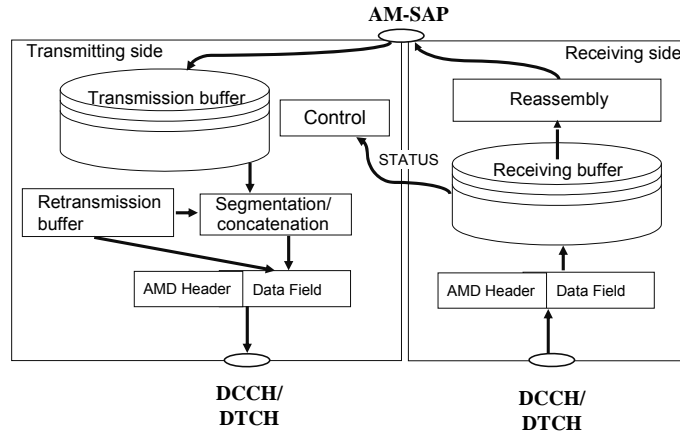 AM-SAP
Transmitting side
Receiving side
Transmission buffer
Reassembly
Control
STATUS
Receiving buffer
Retransmission
buffer
Segmentation/
concatenation
AMD Header
Data Field
AMD Header
Data Field
DCCH/
DTCH
DCCH/
DTCH